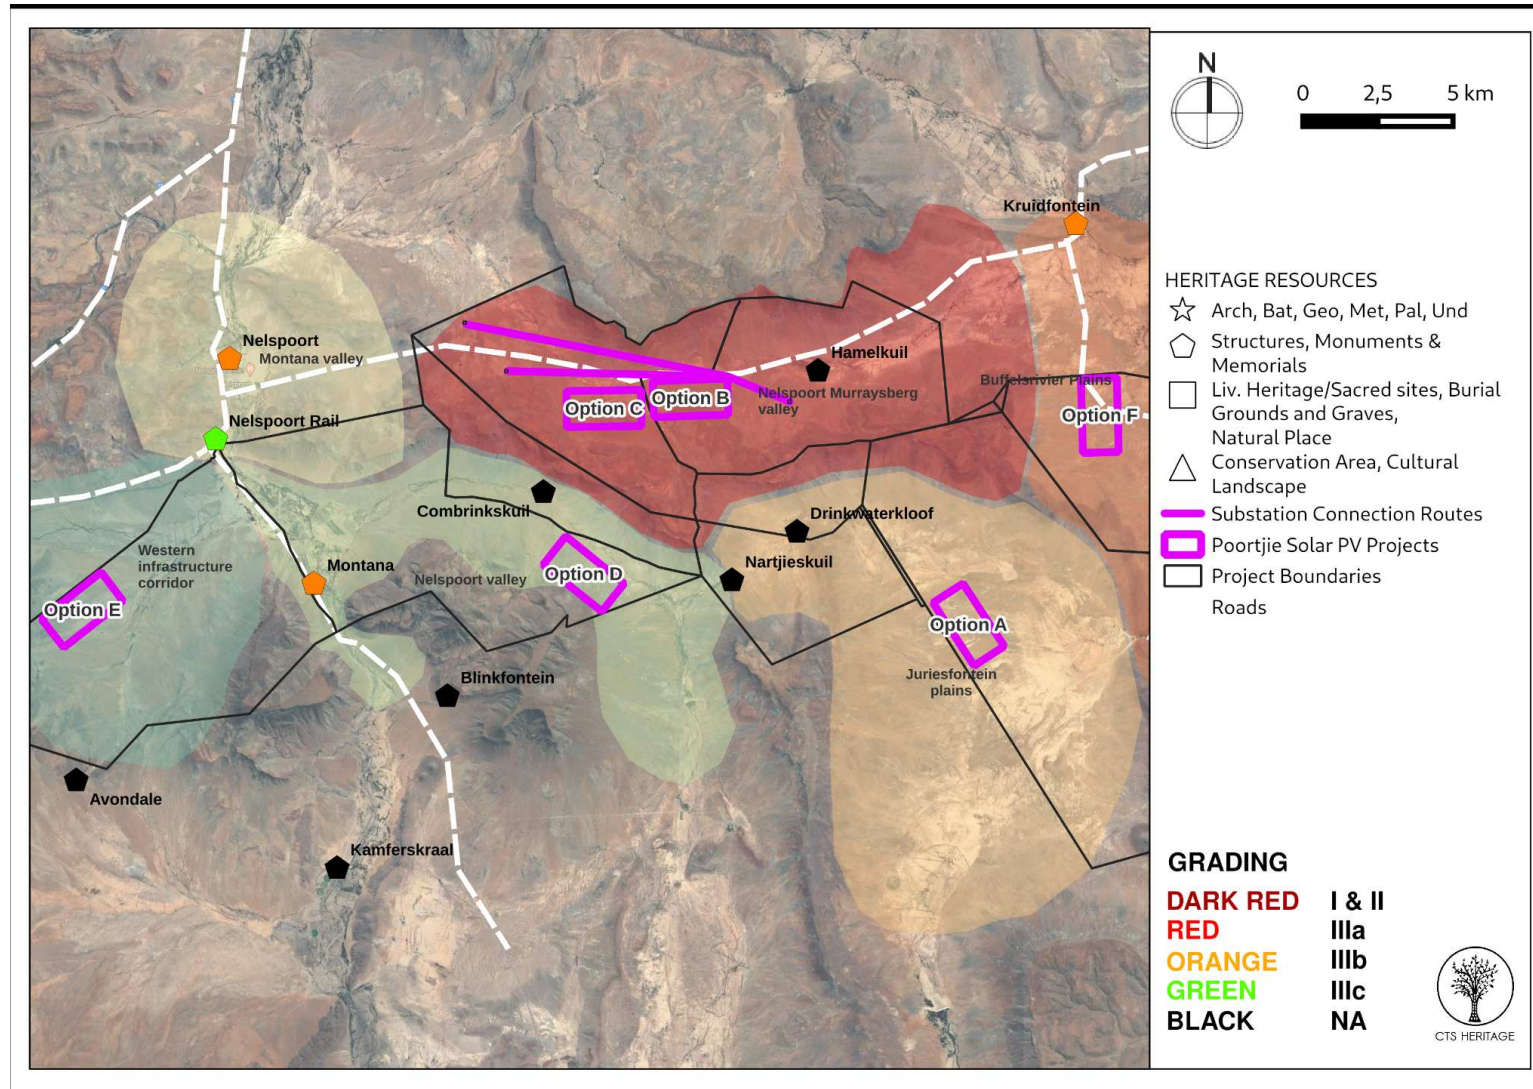 N
0 2,5 5 km
Kruidfontein
HERITAGE RESOURCES
Arch, Bat, Geo, Met, Pal, Und
Structures, Monuments &
Memorials
Liv. Heritage/Sacred sites, Burial
Grounds and Graves,
Natural Place
Conservation Area, Cultural
Landscape
Substation Connection Routes
Poortjie Solar PV Projects
Project Boundaries
Roads
Nelspoort
Montana valley
Hamelkuil
Buffelsrivier Plains
Nelspoort Murraysberg
valley
Option C
Option B
Option F
Nelspoort Rail
Combrinkskuil
Drinkwaterkloof
Western
infrastructure
corridor
Montana
Nelspoort valley
Option D
Nartjieskuil
Option E
Option A
Juriesfontein
plains
Blinkfontein
Avondale
Kamferskraal
GRADING
DARK RED I & II
RED IIIa
ORANGE IIIb
GREEN IIIc
BLACK NA
CTS HERITAGE